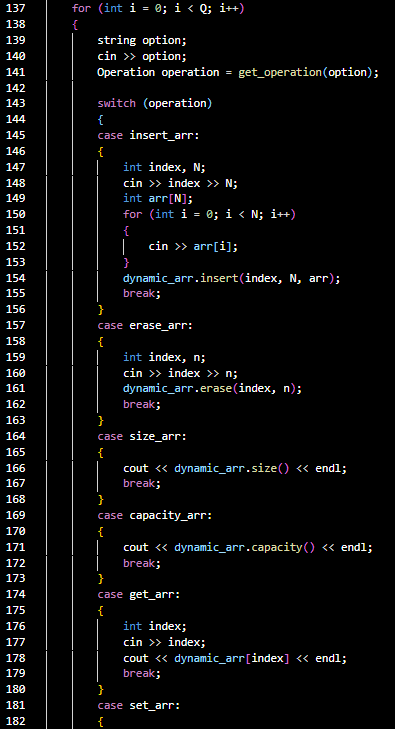 137 for (int i = 0; i < Q; i++)
138 {
139 string option;
140 cin >> option;
141 Operation operation = get_operation(option);
142
143 switch (operation)
144 {
145 case insert_arr:
146 {
147 int index, N;
148 cin >> index >> N;
149 int arr[N];
150 for (int i = 0; i < N; i++)
151 {
152 cin >> arr[i];
153 }
154 dynamic_arr.insert(index, N, arr);
155 break;
156 }
157 case erase_arr:
158 {
159 int index, n;
160 cin >> index >> n;
161 dynamic_arr.erase(index, n);
162 break;
163 }
164 case size_arr:
165 {
166 cout << dynamic_arr.size() << endl;
167 break;
168 }
169 case capacity_arr:
170 {
171 cout << dynamic_arr.capacity() << endl;
172 break;
173 }
174 case get_arr:
175 {
176 int index;
177 cin >> index;
178 cout << dynamic_arr[index] << endl;
179 break;
180 }
181 case set_arr:
182 {